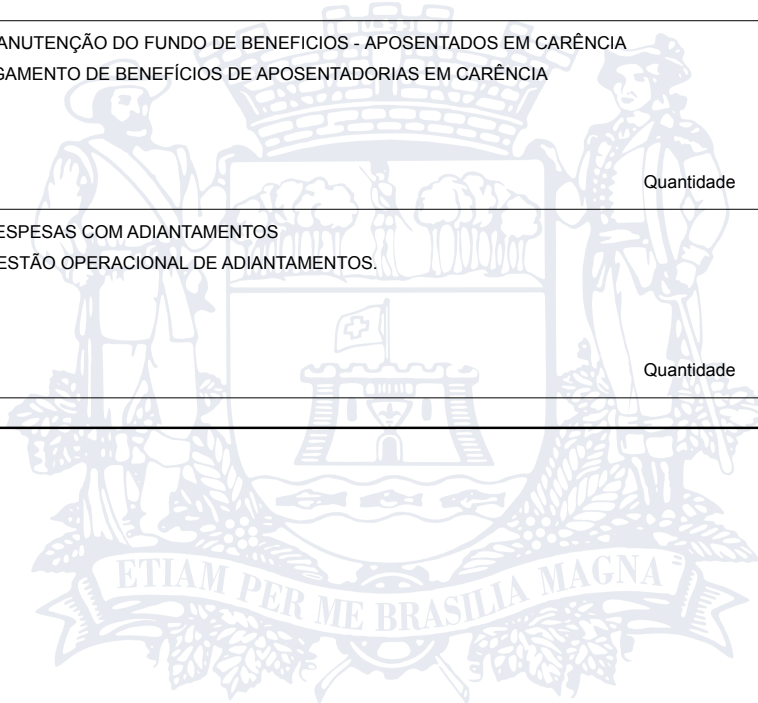 ANUTENÇÃO DO FUNDO DE BENEFICIOS - APOSENTADOS EM CARÊNCIA
GAMENTO DE BENEFÍCIOS DE APOSENTADORIAS EM CARÊNCIA
Quantidade
ESPESAS COM ADIANTAMENTOS
ESTÃO OPERACIONAL DE ADIANTAMENTOS.
Quantidade
ETIAM PER ME BRASILIA MAGNA